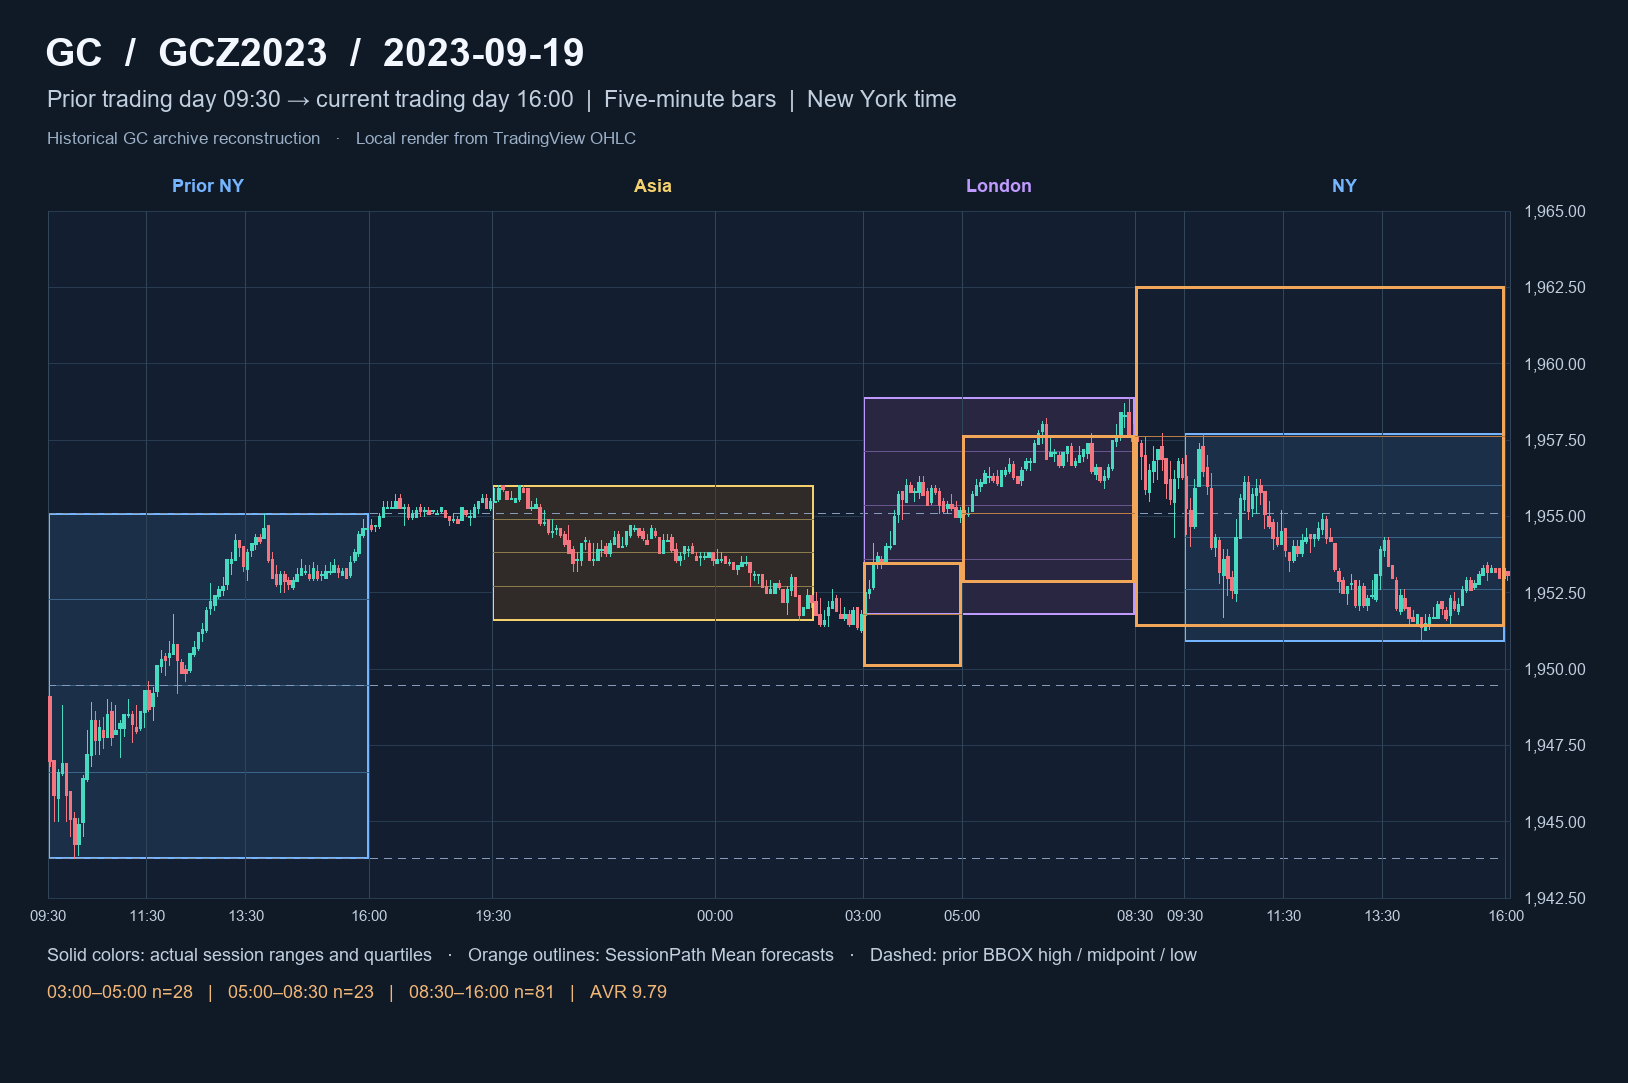 GC / GCZ2023 / 2023-09-19
Prior trading day 09:30 → current trading day 16:00 | Five-minute bars | New York time
Historical GC archive reconstruction · Local render from TradingView OHLC
Prior NY Asia London NY
1,965.00
1,962.50
1,960.00
1,957.50
1,955.00
1,952.50
1,950.00
1,947.50
1,945.00
1,942.50
09:30 11:30 13:30 16:00 19:30 00:00 03:00 05:00 08:30 09:30 11:30 13:30 16:00
Solid colors: actual session ranges and quartiles · Orange outlines: SessionPath Mean forecasts · Dashed: prior BBOX high / midpoint / low
03:00–05:00 n=28 | 05:00–08:30 n=23 | 08:30–16:00 n=81 | AVR 9.79